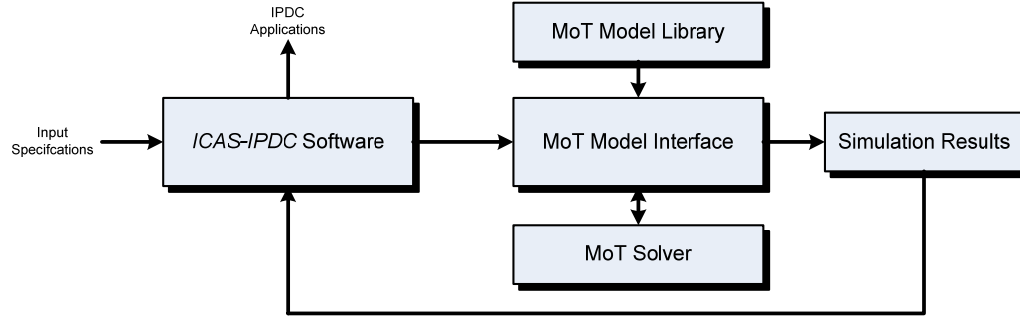 IPDC
Applications
MoT Model Library
Input
Specifcations
ICAS-IPDC Software
MoT Model Interface
Simulation Results
MoT Solver